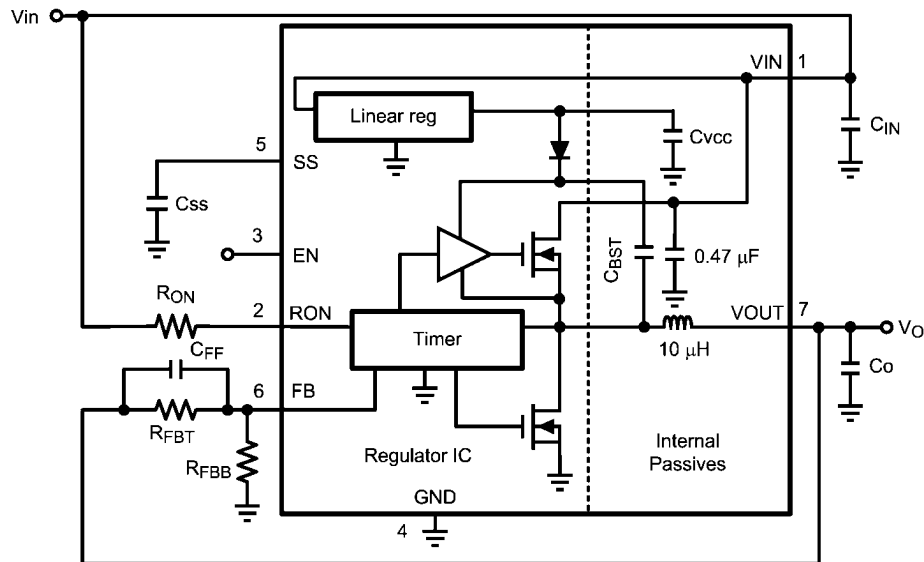 Vin
VIN
1
Linear reg
Cvcc
CIN
5
SS
Css
3
EN
CBST
0.47 µF
RON
2
RON
Timer
VOUT
7
VO
10 µH
Co
CFF
6
FB
RFBT
RFBB
Regulator IC
Internal
Passives
GND
4